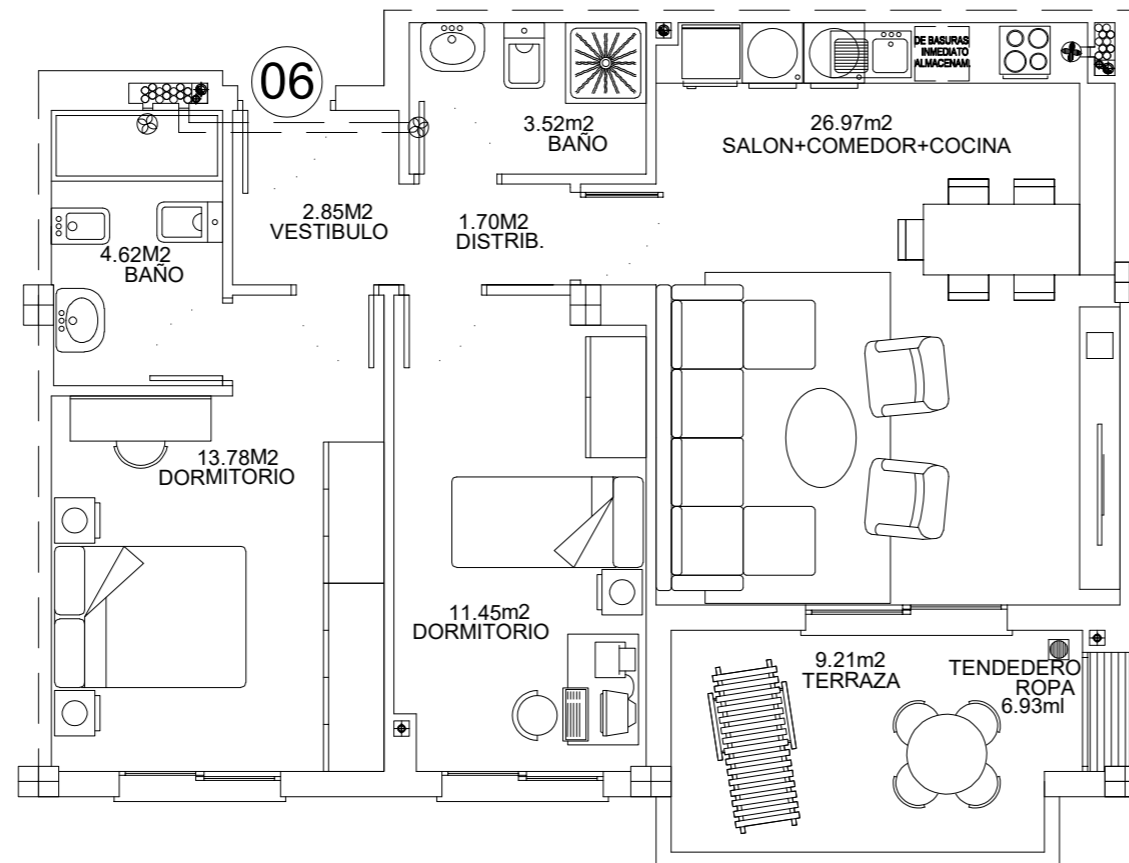 06
DE BASURAS
INMEDIATO
ALMACENAM.
3.52m2
BAÑO
26.97m2
SALON+COMEDOR+COCINA
2.85M2
VESTIBULO
1.70M2
DISTRIB.
4.62M2
BAÑO
13.78M2
DORMITORIO
11.45m2
DORMITORIO
9.21m2
TERRAZA
TENDEDERO
ROPA
6.93ml